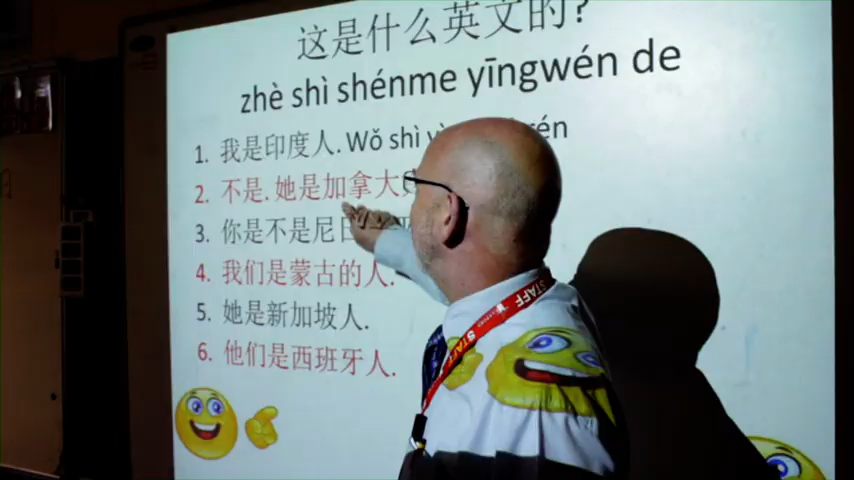 这是什么英文的?
zhè shì shénme yīngwén de
1. 我是印度人. Wǒ shì
2. 不是. 她是加拿大
3. 你是不是尼日
4. 我们是蒙古的人.
5. 她是新加坡人.
6. 他们是西班牙人.
STAFF
STAFF